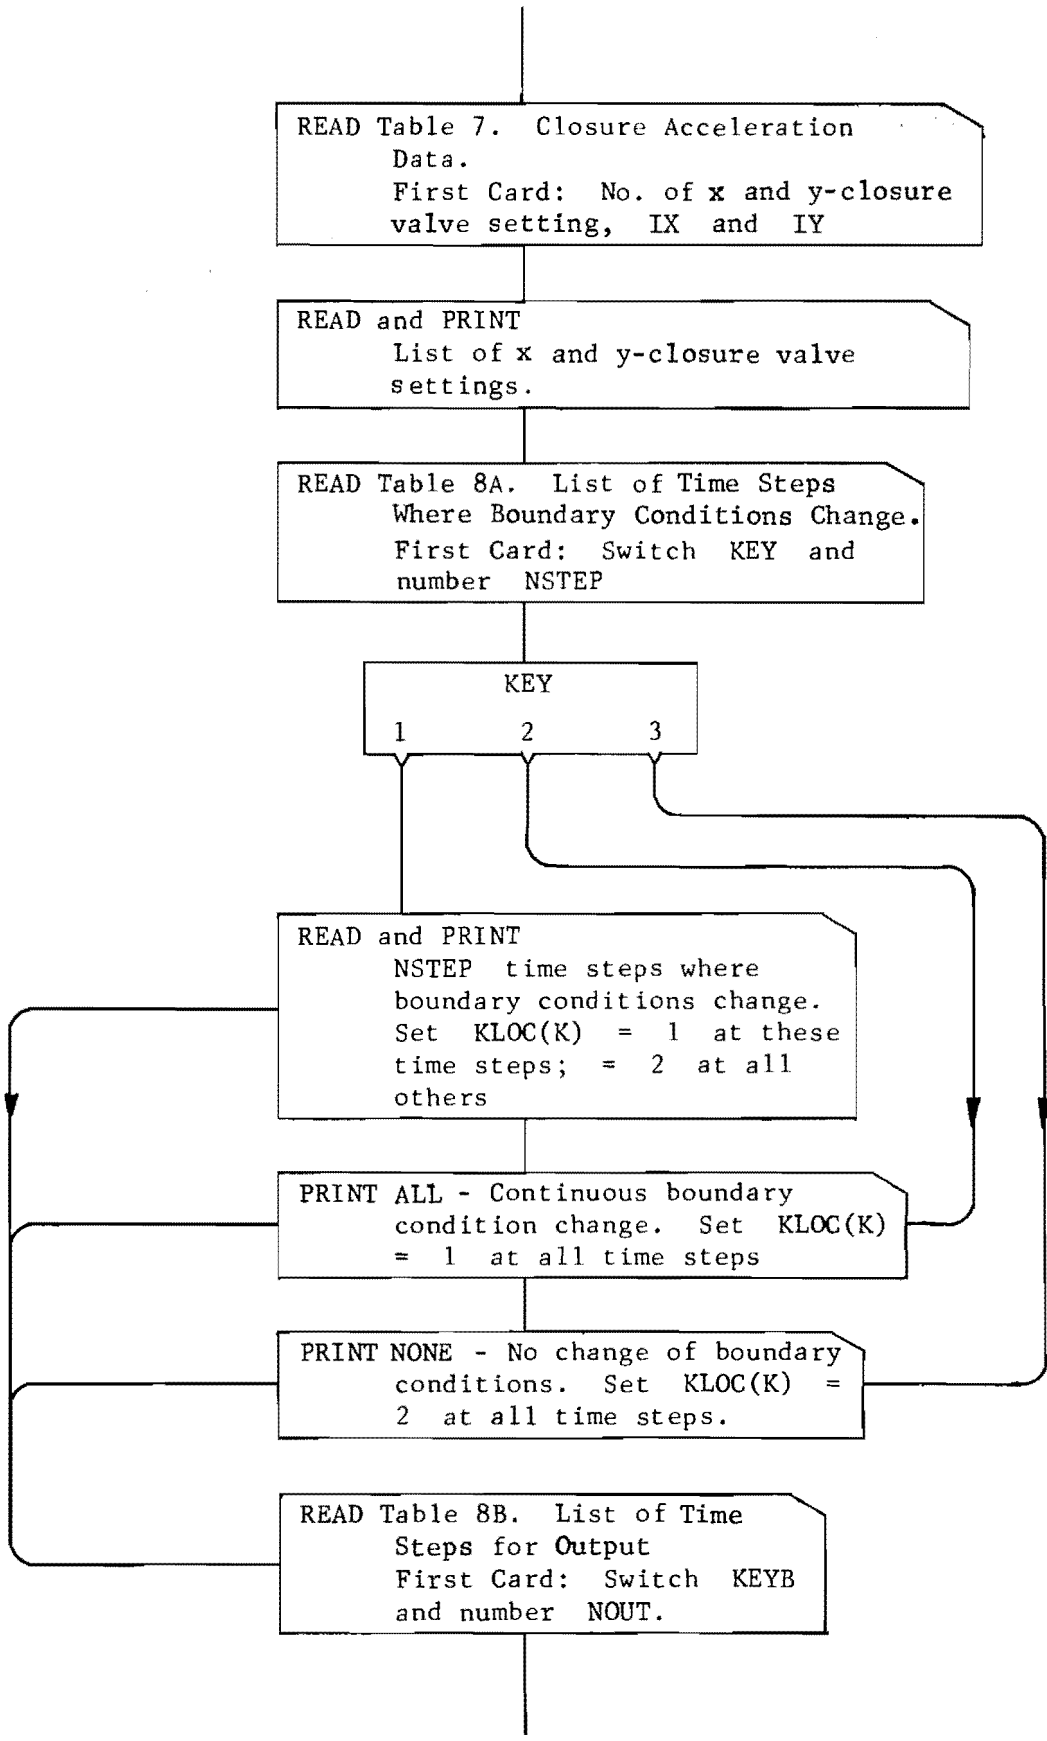 READ Table 7. Closure Acceleration
Data.
First Card: No. of x and y-closure
valve setting, IX and IY
READ and PRINT
List of x and y-closure valve
settings.
READ Table 8A. List of Time Steps
Where Boundary Conditions Change.
First Card: Switch KEY and
number NSTEP
KEY
1 2 3
READ and PRINT
NSTEP time steps where
boundary conditions change.
Set KLOC(K) = 1 at these
time steps; = 2 at all
others
PRINT ALL - Continuous boundary
condition change. Set KLOC(K)
= 1 at all time steps
PRINT NONE - No change of boundary
conditions. Set KLOC(K) =
2 at all time steps.
READ Table 8B. List of Time
Steps for Output
First Card: Switch KEYB
and number NOUT.